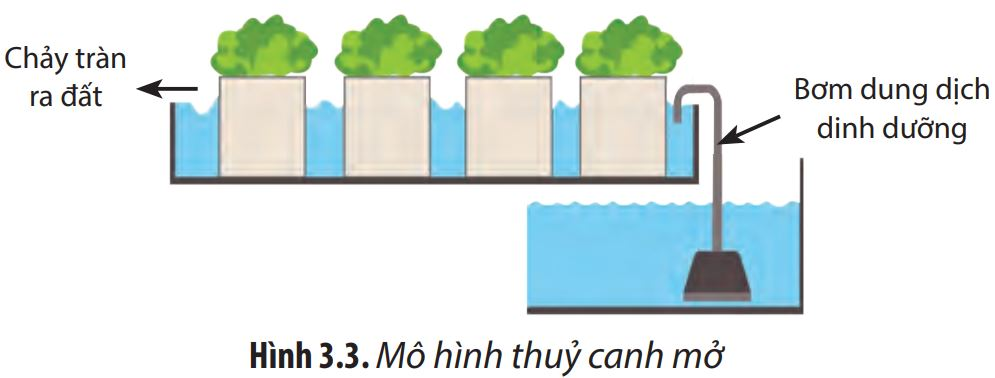 Chảy tràn
ra đất
Bơm dung dịch
dinh dưỡng
Hình 3.3. Mô hình thuỷ canh mở